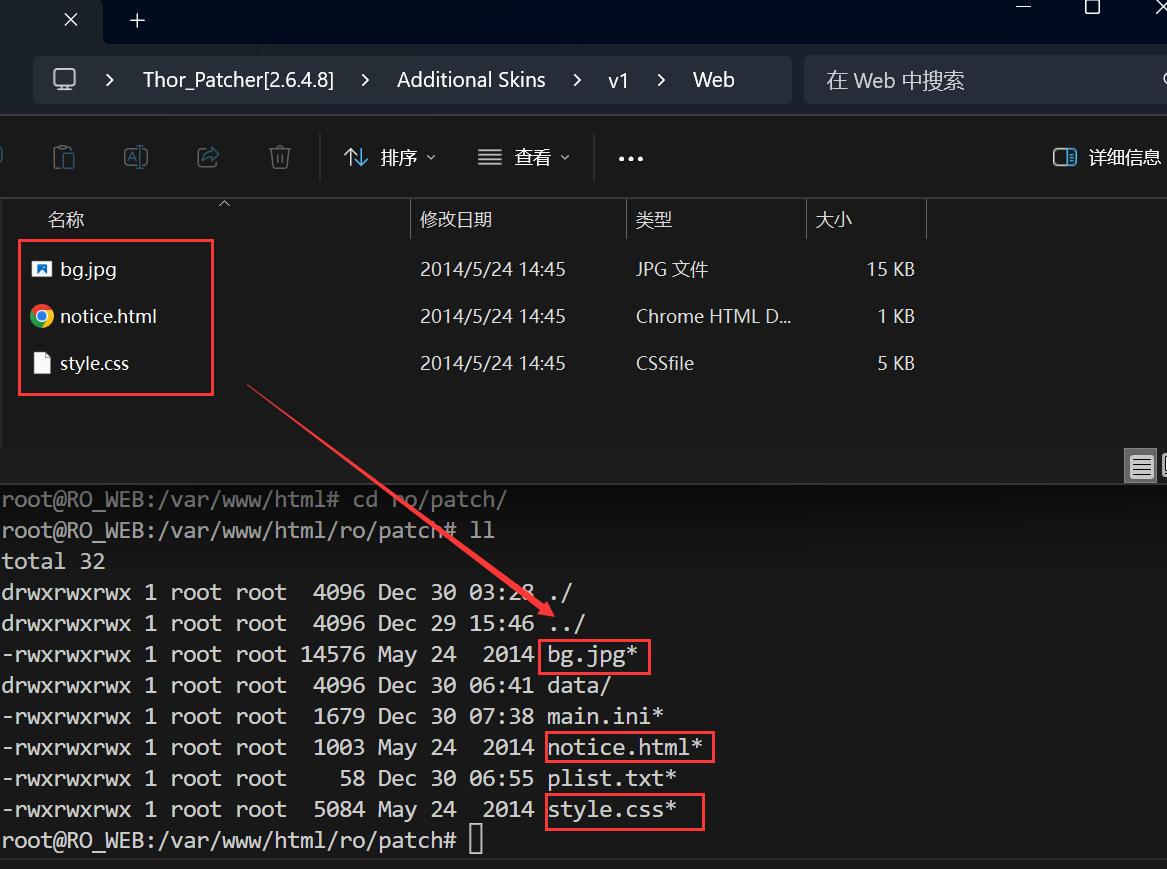 Thor_Patcher[2.6.4.8] Additional Skins v1 Web 在 Web 中搜索
排序 查看 详细信息
名称 修改日期 类型 大小
bg.jpg 2014/5/24 14:45 JPG 文件 15 KB
notice.html 2014/5/24 14:45 Chrome HTML D... 1 KB
style.css 2014/5/24 14:45 CSSfile 5 KB
root@RO_WEB:/var/www/html# cd ro/patch/
root@RO_WEB:/var/www/html/ro/patch# ll
total 32
drwxrwxrwx 1 root root  4096 Dec 30 03:28 ./
drwxrwxrwx 1 root root  4096 Dec 29 15:46 ../
-rwxrwxrwx 1 root root 14576 May 24  2014 bg.jpg*
drwxrwxrwx 1 root root  4096 Dec 30 06:41 data/
-rwxrwxrwx 1 root root  1679 Dec 30 07:38 main.ini*
-rwxrwxrwx 1 root root  1003 May 24  2014 notice.html*
-rwxrwxrwx 1 root root    58 Dec 30 06:55 plist.txt*
-rwxrwxrwx 1 root root  5084 May 24  2014 style.css*
root@RO_WEB:/var/www/html/ro/patch#